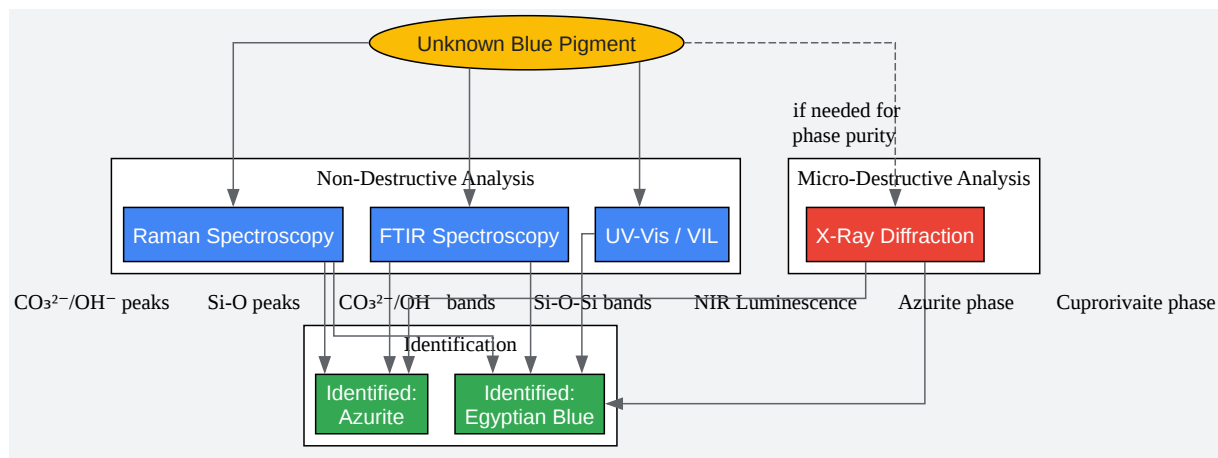 Unknown Blue Pigment
if needed for
phase purity
Non-Destructive Analysis
Micro-Destructive Analysis
Raman Spectroscopy
FTIR Spectroscopy
UV-Vis / VIL
X-Ray Diffraction
CO₃²⁻/OH⁻ peaks
Si-O peaks
CO₃²⁻/OH bands
Si-O-Si bands
NIR Luminescence
Azurite phase
Cuprorivaite phase
Identification
Identified:
Azurite
Identified:
Egyptian Blue